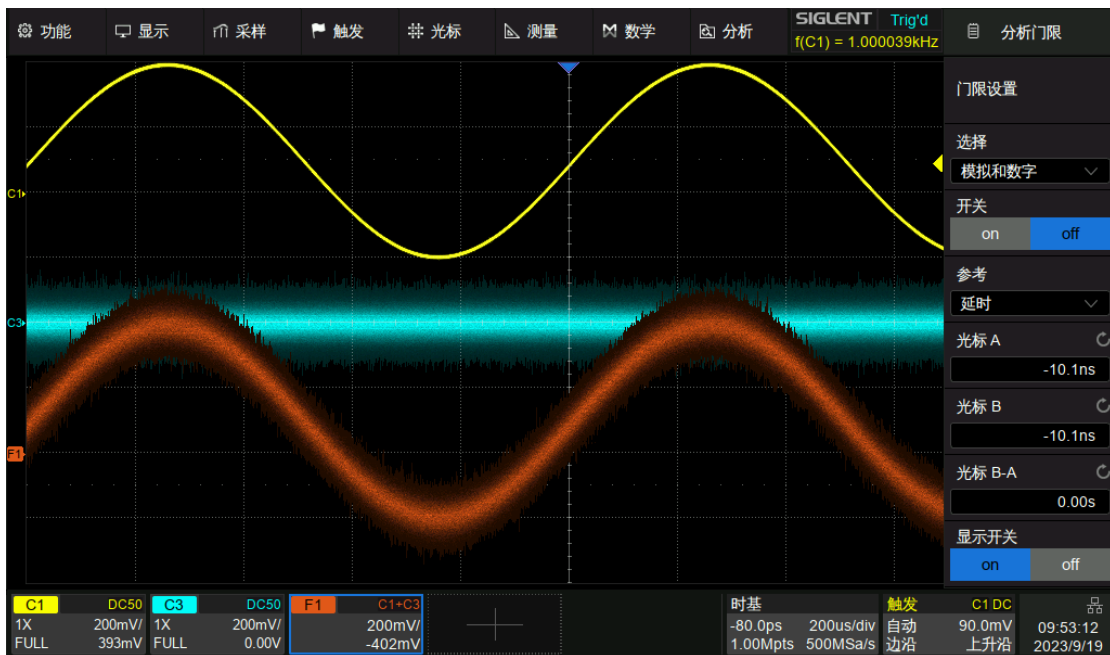 功能 显示 采样 触发 光标 测量 数学 分析
SIGLENT Trig'd
f(C1) = 1.000039kHz
分析门限
门限设置
选择
模拟和数字
开关
on off
参考
延时
光标 A
-10.1ns
光标 B
-10.1ns
光标 B-A
0.00s
显示开关
on off
C1
C3
F1
C1 DC50
1X 200mV/
FULL 393mV
C3 DC50
1X 200mV/
FULL 0.00V
F1 C1+C3
200mV/
-402mV
时基
-80.0ps 200us/div
1.00Mpts 500MSa/s
触发 C1 DC
自动 90.0mV
边沿 上升沿
09:53:12
2023/9/19